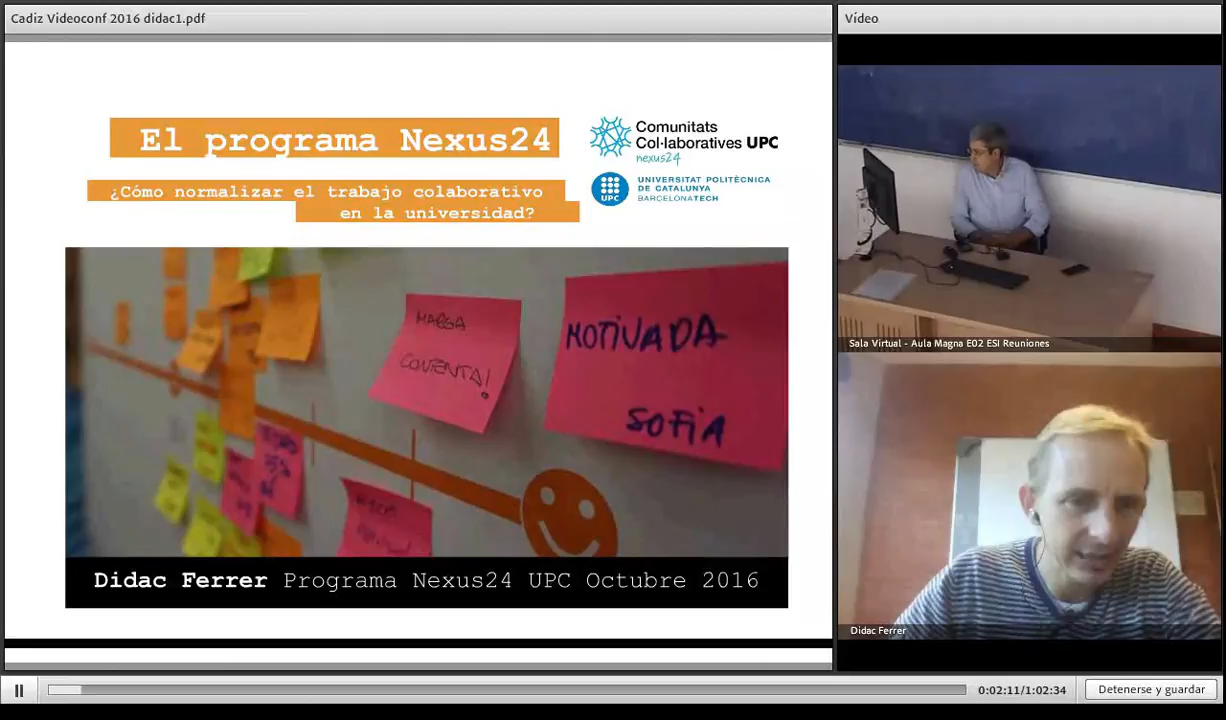 Cadiz Videoconf 2016 didac1.pdf
El programa Nexus24
¿Cómo normalizar el trabajo colaborativo
en la universidad?
Comunitats
Col·laboratives UPC
nexus24
UPC
UNIVERSITAT POLITÈCNICA
DE CATALUNYA
BARCELONATECH
MARGA
CONTENTA!
MOTIVADA
SOFIA
Didac Ferrer Programa Nexus24 UPC Octubre 2016
Vídeo
Sala Virtual - Aula Magna E02 ESI Reuniones
Didac Ferrer
0:02:11/1:02:34
Detenerse y guardar